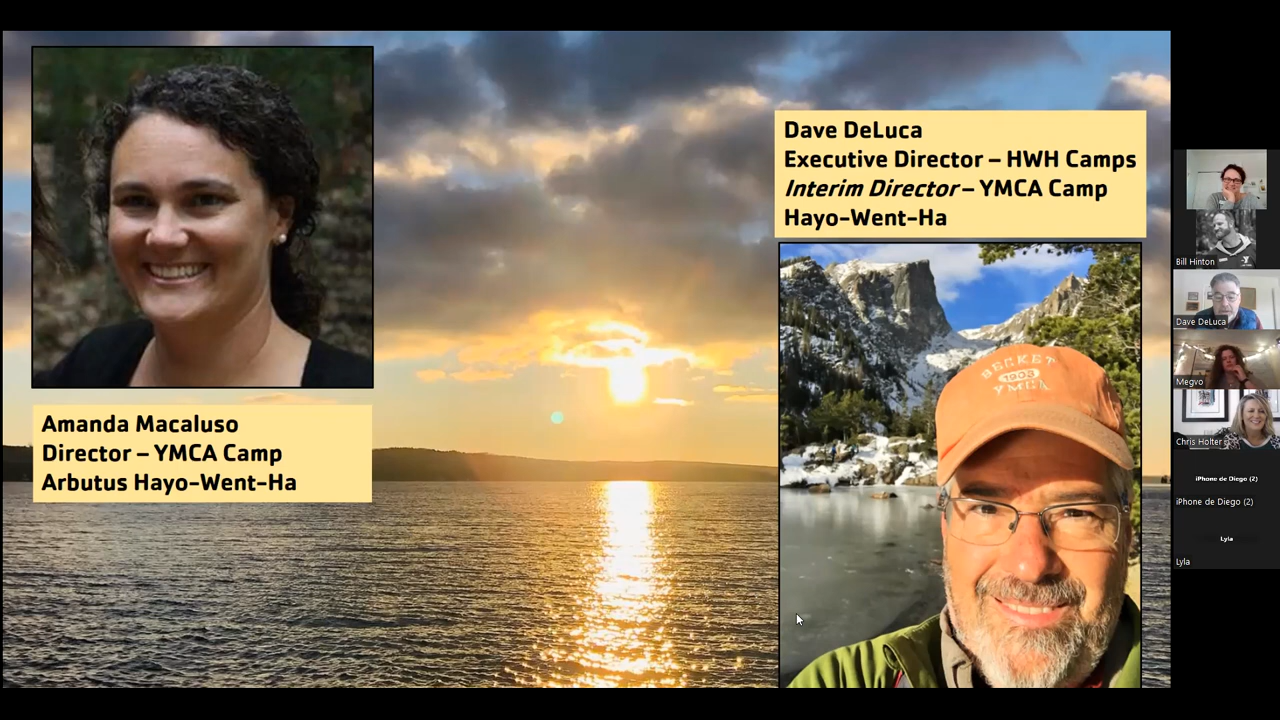 Amanda Macaluso
Director – YMCA Camp
Arbutus Hayo-Went-Ha
Dave DeLuca
Executive Director – HWH Camps
Interim Director – YMCA Camp
Hayo-Went-Ha
BECKET
1903
YMCA
Bill Hinton
Dave DeLuca
Megvo
Chris Holter
iPhone de Diego (2)
iPhone de Diego (2)
Lyla
Lyla